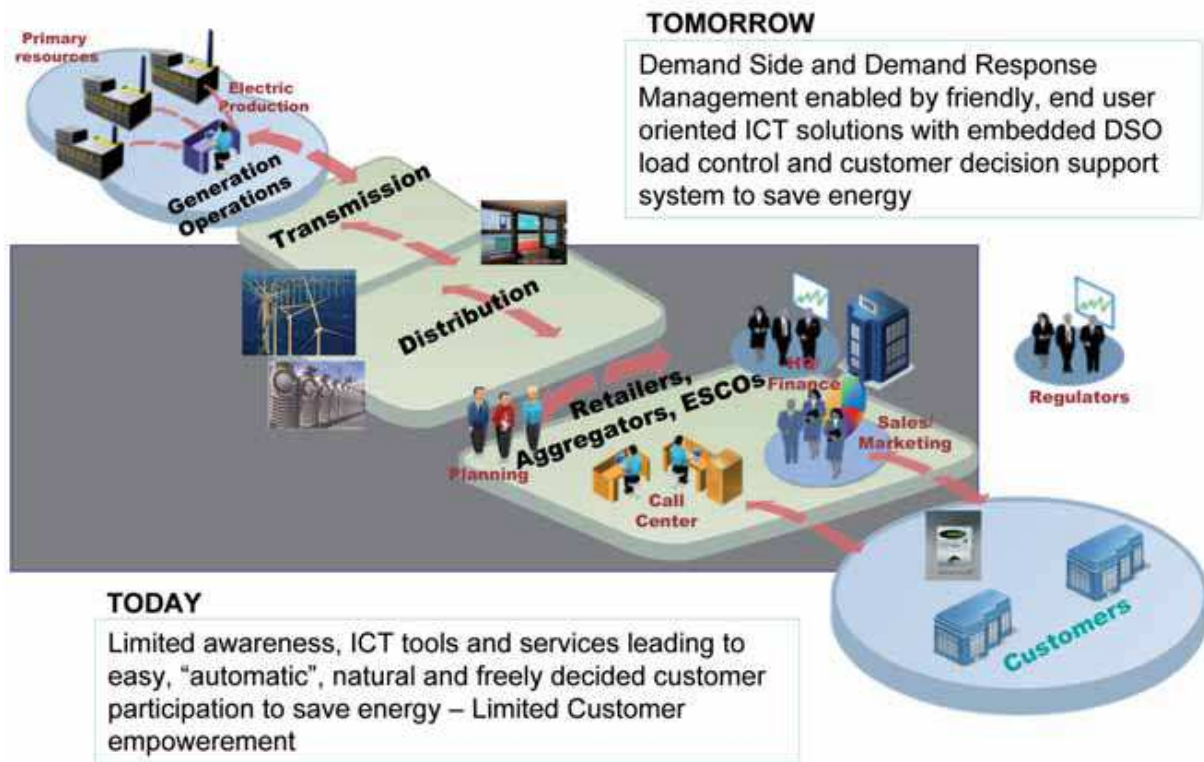 TOMORROW
Demand Side and Demand Response
Management enabled by friendly, end user
oriented ICT solutions with embedded DSO
load control and customer decision support
system to save energy
Primary
resources
Electric
Production
Generation
Operations
Transmission
Distribution
Retailers,
Aggregators, ESCOs
HQ/
Finance
Regulators
Sales/
Marketing
Planning
Call
Center
Customers
TODAY
Limited awareness, ICT tools and services leading to
easy, “automatic”, natural and freely decided customer
participation to save energy – Limited Customer
empowerement